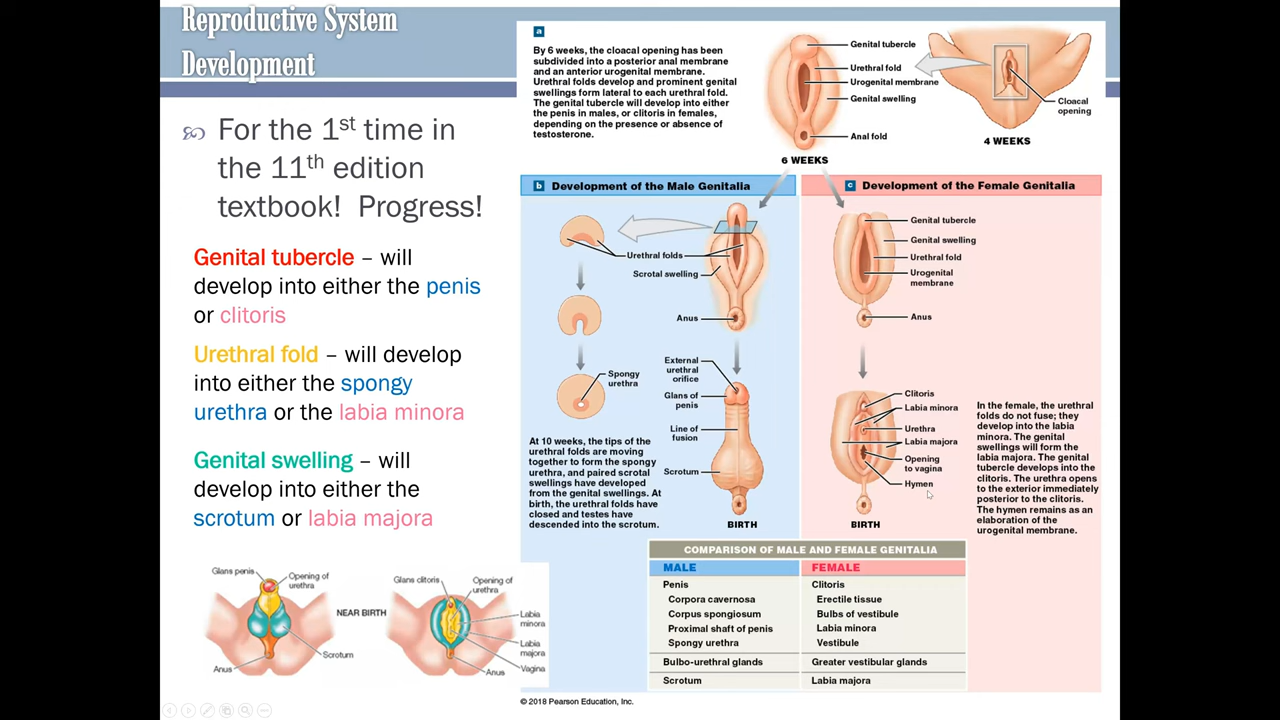 Reproductive System
Development
For the 1st time in
the 11th edition
textbook! Progress!
Genital tubercle – will
develop into either the penis
or clitoris
Urethral fold – will develop
into either the spongy
urethra or the labia minora
Genital swelling – will
develop into either the
scrotum or labia majora
Glans penis
Opening of
urethra
Anus
Scrotum
NEAR BIRTH
Glans clitoris
Opening of
urethra
Labia
minora
Labia
majora
Anus
Vagina
a
By 6 weeks, the cloacal opening has been
subdivided into a posterior anal membrane
and an anterior urogenital membrane.
Urethral folds develop and prominent genital
swellings form lateral to each urethral fold.
The genital tubercle will develop into either
the penis in males, or clitoris in females,
depending on the presence or absence of
testosterone.
Genital tubercle
Urethral fold
Urogenital membrane
Genital swelling
Anal fold
6 WEEKS
Cloacal
opening
4 WEEKS
b Development of the Male Genitalia
Urethral folds
Scrotal swelling
Anus
Spongy
urethra
External
urethral
orifice
Glans of
penis
Line of
fusion
Scrotum
At 10 weeks, the tips of the
urethral folds are moving
together to form the spongy
urethra, and paired scrotal
swellings have developed
from the genital swellings. At
birth, the urethral folds have
closed and testes have
descended into the scrotum.
BIRTH
c Development of the Female Genitalia
Genital tubercle
Genital swelling
Urethral fold
Urogenital
membrane
Anus
Clitoris
Labia minora
Urethra
Labia majora
Opening
to vagina
Hymen
BIRTH
In the female, the urethral
folds do not fuse; they
develop into the labia
minora. The genital
swellings will form the
labia majora. The genital
tubercle develops into the
clitoris. The urethra opens
to the exterior immediately
posterior to the clitoris.
The hymen remains as an
elaboration of the
urogenital membrane.
COMPARISON OF MALE AND FEMALE GENITALIA
MALE FEMALE
Penis Clitoris
Corpora cavernosa Erectile tissue
Corpus spongiosum Bulbs of vestibule
Proximal shaft of penis Labia minora
Spongy urethra Vestibule
Bulbo-urethral glands Greater vestibular glands
Scrotum Labia majora
© 2018 Pearson Education, Inc.